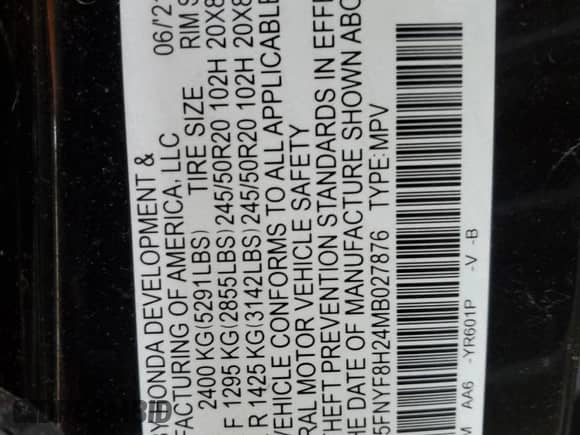 HONDA DEVELOPMENT & 06/2
FACTURING OF AMERICA, LLC RIM S
2400 KG(5291LBS) TIRE SIZE
F 1295 KG(2855LBS) 245/50R20 102H 20X8
R 1425 KG(3142LBS) 245/50R20 102H 20X8
VEHICLE CONFORMS TO ALL APPLICABLE
RAL MOTOR VEHICLE SAFETY
THEFT PREVENTION STANDARDS IN EFF
THE DATE OF MANUFACTURE SHOWN ABO
5FNYF8H24MB027876 TYPE:MPV
M AA6 -YR601P -V -B